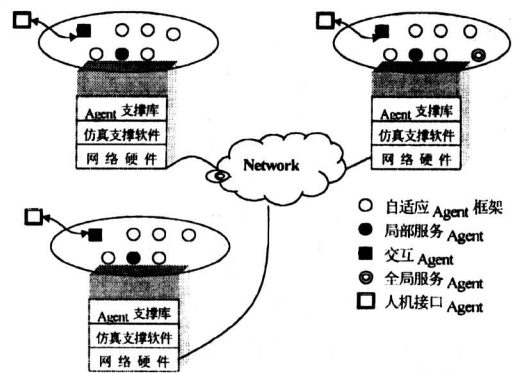 Agent 支撑库
仿真支撑软件
网 络 硬 件
Agent 支撑库
仿真支撑软件
网 络 硬 件
Network
Agent 支撑库
仿真支撑软件
网 络 硬 件
自适应 Agent 框架
局部服务 Agent
交互 Agent
全局服务 Agent
人机接口 Agent